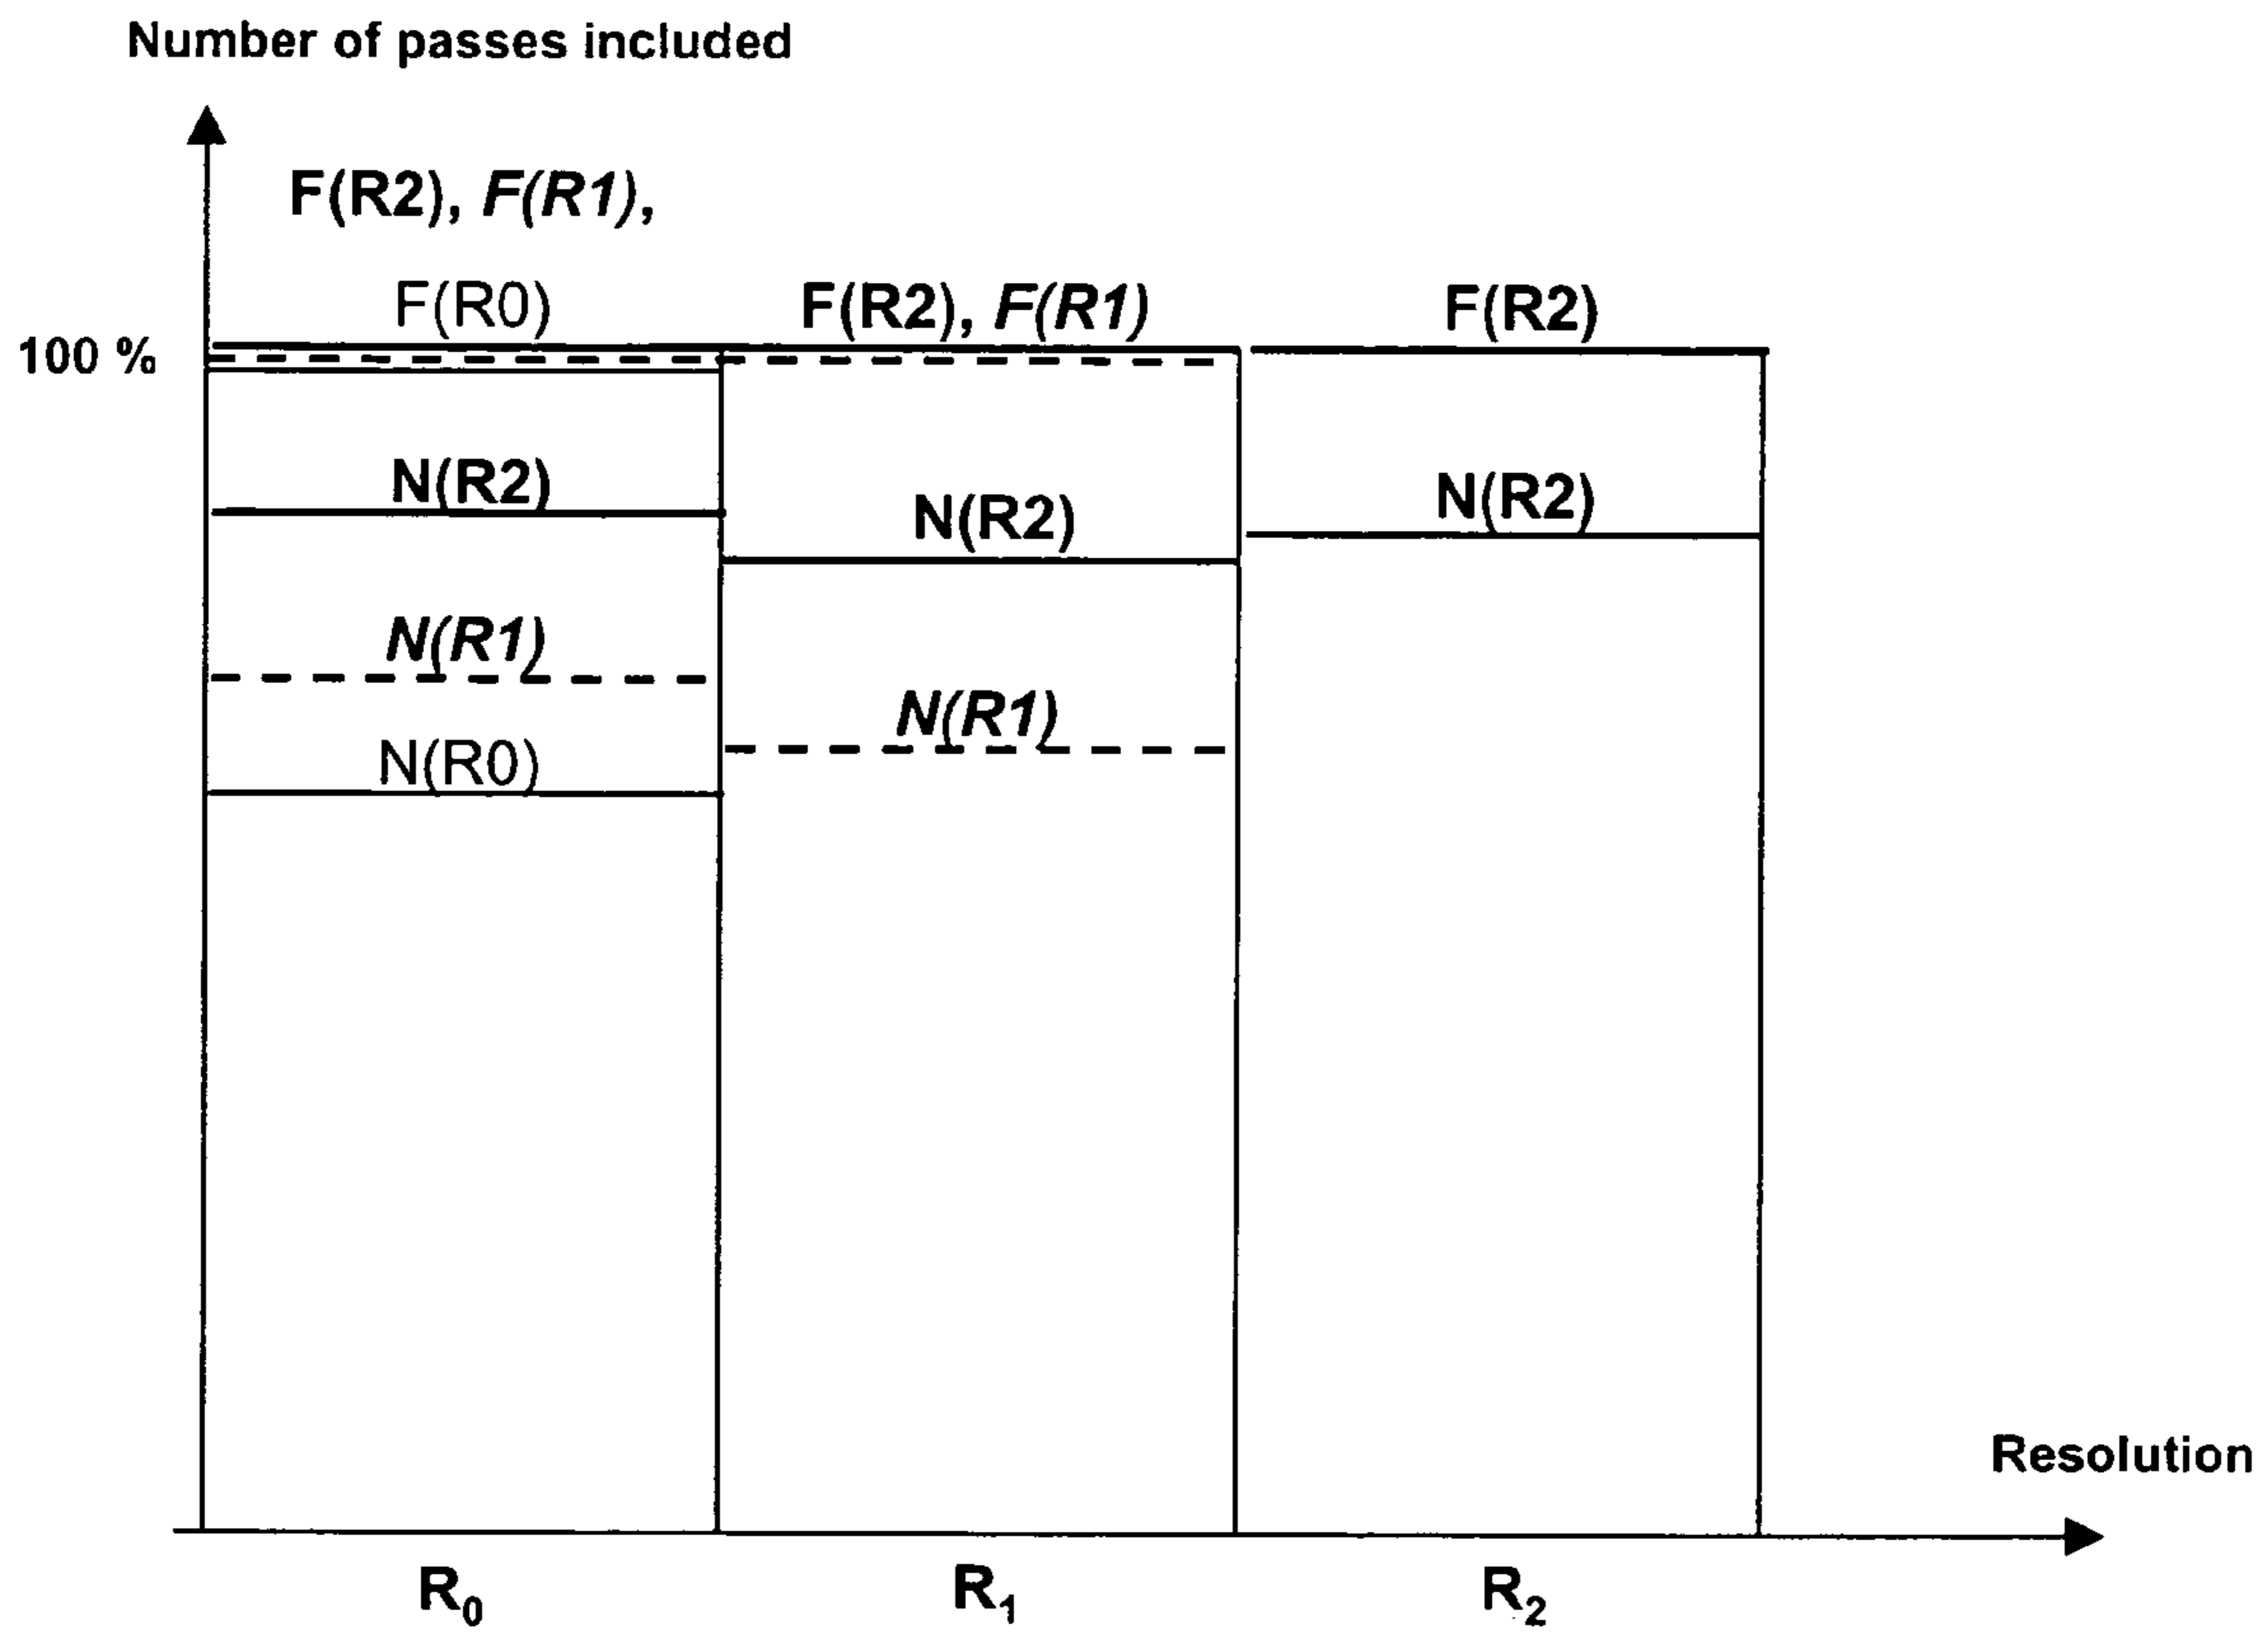 Number of passes included
F(R2), F(R1),
F(R0)
F(R2), F(R1)
F(R2)
100 %
N(R2)
N(R2)
N(R2)
N(R1)
N(R1)
N(R0)
Resolution
R0
R1
R2